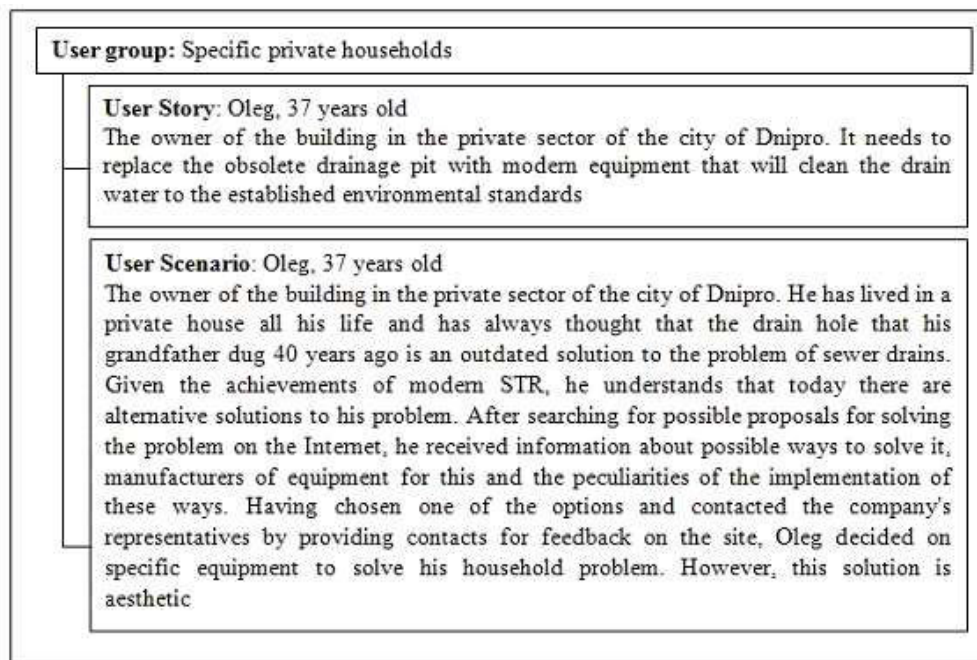 User group: Specific private households
User Story: Oleg, 37 years old
The owner of the building in the private sector of the city of Dnipro. It needs to
replace the obsolete drainage pit with modern equipment that will clean the drain
water to the established environmental standards
User Scenario: Oleg, 37 years old
The owner of the building in the private sector of the city of Dnipro. He has lived in a
private house all his life and has always thought that the drain hole that his
grandfather dug 40 years ago is an outdated solution to the problem of sewer drains.
Given the achievements of modern STR, he understands that today there are
alternative solutions to his problem. After searching for possible proposals for solving
the problem on the Internet, he received information about possible ways to solve it,
manufacturers of equipment for this and the peculiarities of the implementation of
these ways. Having chosen one of the options and contacted the company's
representatives by providing contacts for feedback on the site, Oleg decided on
specific equipment to solve his household problem. However, this solution is
aesthetic